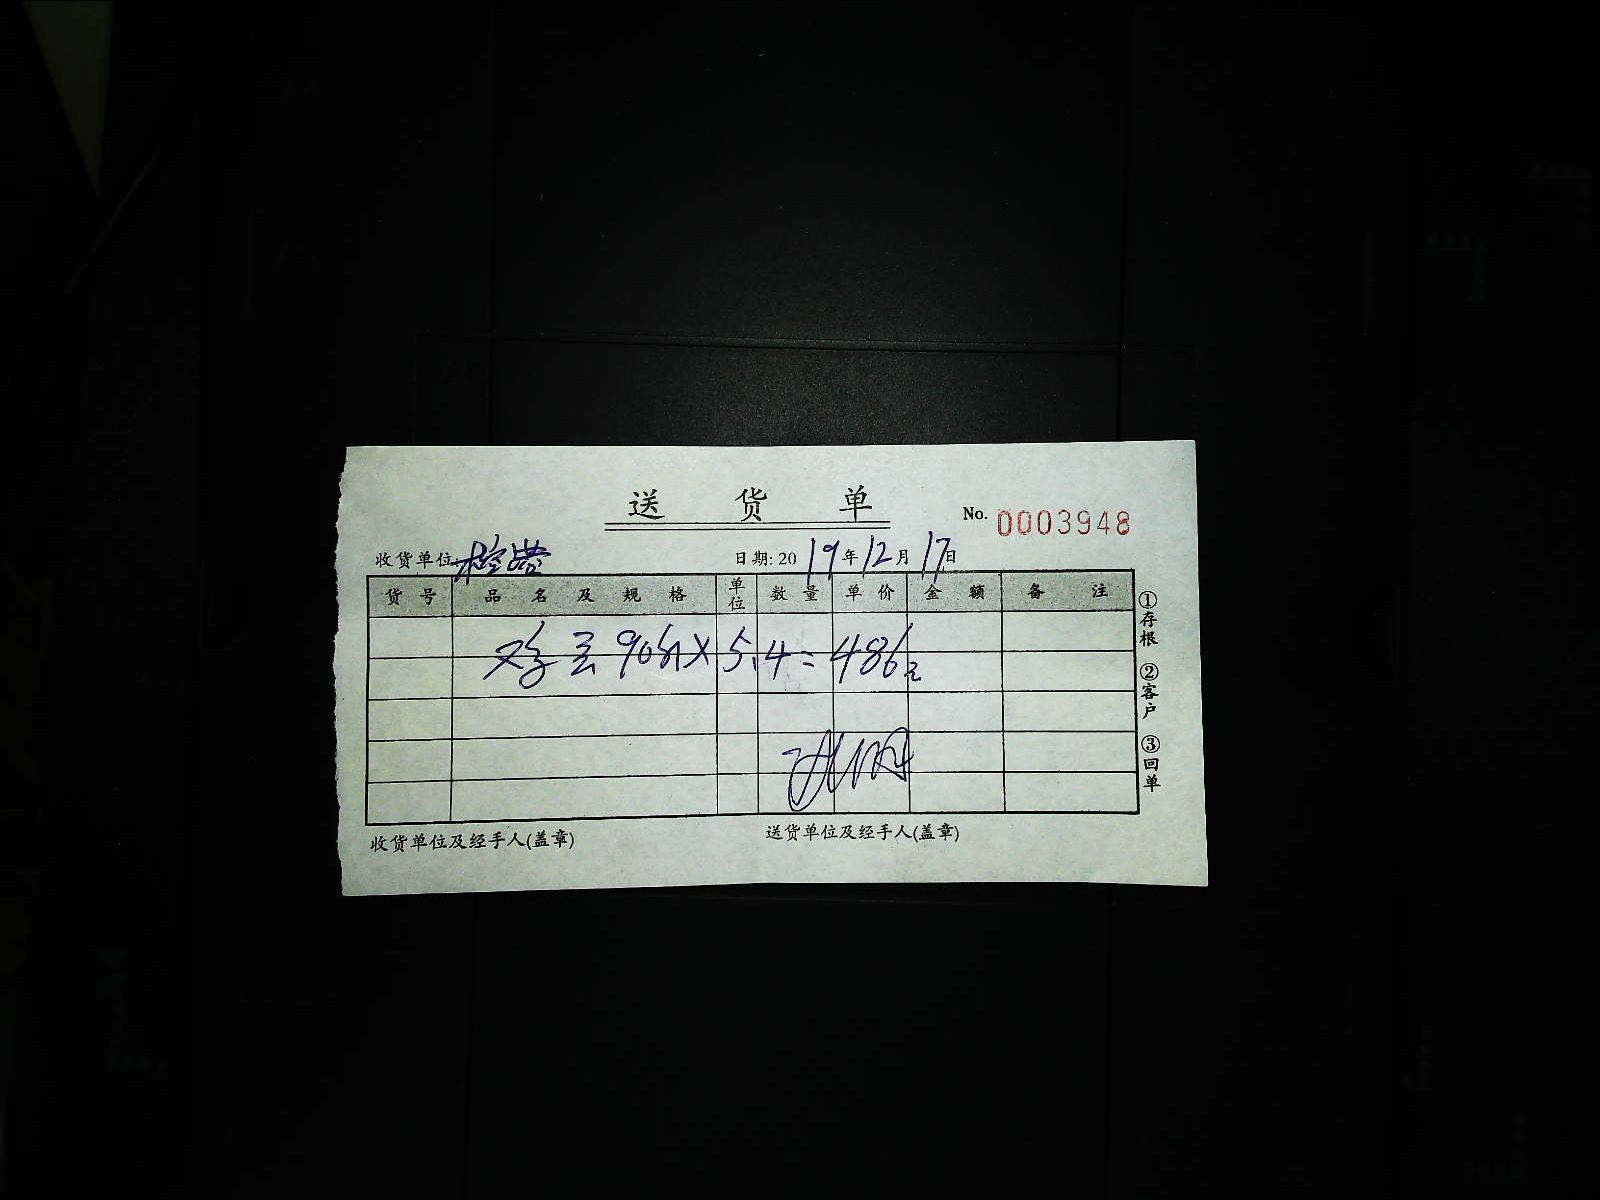 送货单
No. 0003948
收货单位:
日期: 2019年12月17日
货号 品名及规格 单位 数量 单价 金额 备注
鸡蛋 90斤×5.4=486元
①存根 ②客户 ③回单
收货单位及经手人(盖章) 送货单位及经手人(盖章)